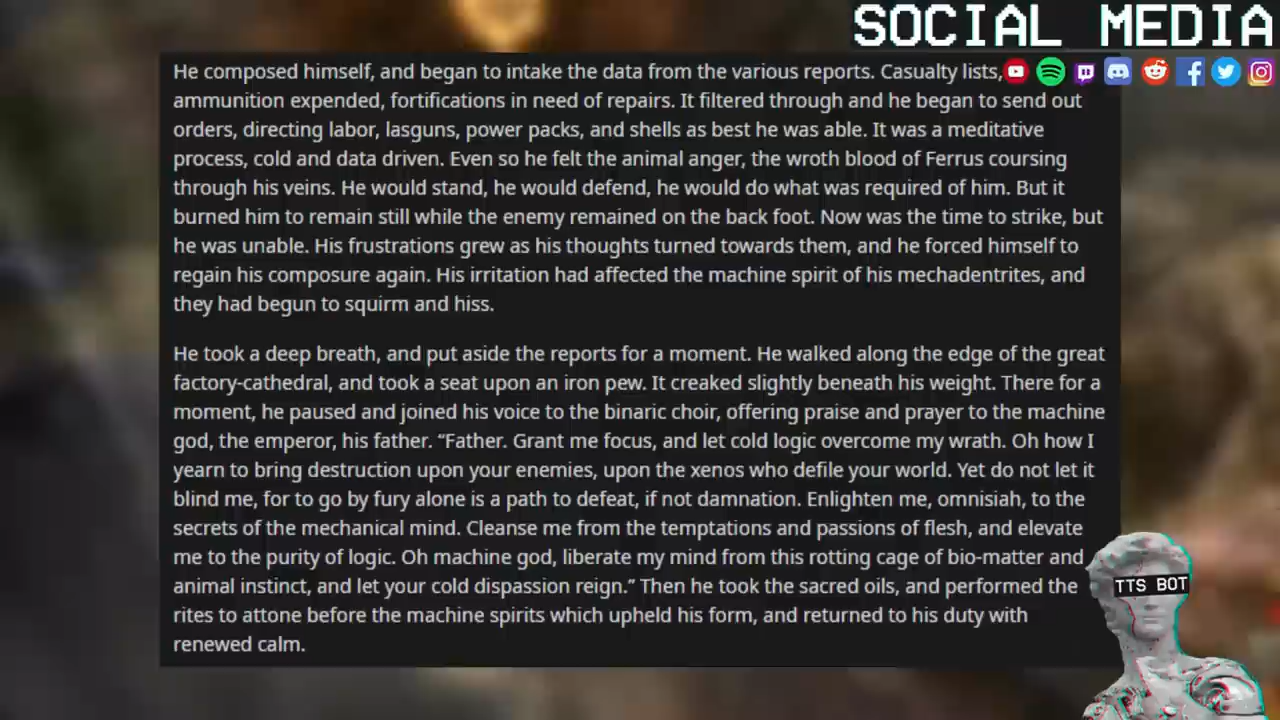 SOCIAL MEDIA
He composed himself, and began to intake the data from the various reports. Casualty lists,
ammunition expended, fortifications in need of repairs. It filtered through and he began to send out
orders, directing labor, lasguns, power packs, and shells as best he was able. It was a meditative
process, cold and data driven. Even so he felt the animal anger, the wroth blood of Ferrus coursing
through his veins. He would stand, he would defend, he would do what was required of him. But it
burned him to remain still while the enemy remained on the back foot. Now was the time to strike, but
he was unable. His frustrations grew as his thoughts turned towards them, and he forced himself to
regain his composure again. His irritation had affected the machine spirit of his mechadentrites, and
they had begun to squirm and hiss.
He took a deep breath, and put aside the reports for a moment. He walked along the edge of the great
factory-cathedral, and took a seat upon an iron pew. It creaked slightly beneath his weight. There for a
moment, he paused and joined his voice to the binaric choir, offering praise and prayer to the machine
god, the emperor, his father. “Father. Grant me focus, and let cold logic overcome my wrath. Oh how I
yearn to bring destruction upon your enemies, upon the xenos who defile your world. Yet do not let it
blind me, for to go by fury alone is a path to defeat, if not damnation. Enlighten me, omnisiah, to the
secrets of the mechanical mind. Cleanse me from the temptations and passions of flesh, and elevate
me to the purity of logic. Oh machine god, liberate my mind from this rotting cage of bio-matter and
animal instinct, and let your cold dispassion reign.” Then he took the sacred oils, and performed the
rites to attone before the machine spirits which upheld his form, and returned to his duty with
renewed calm.
TTS BOT